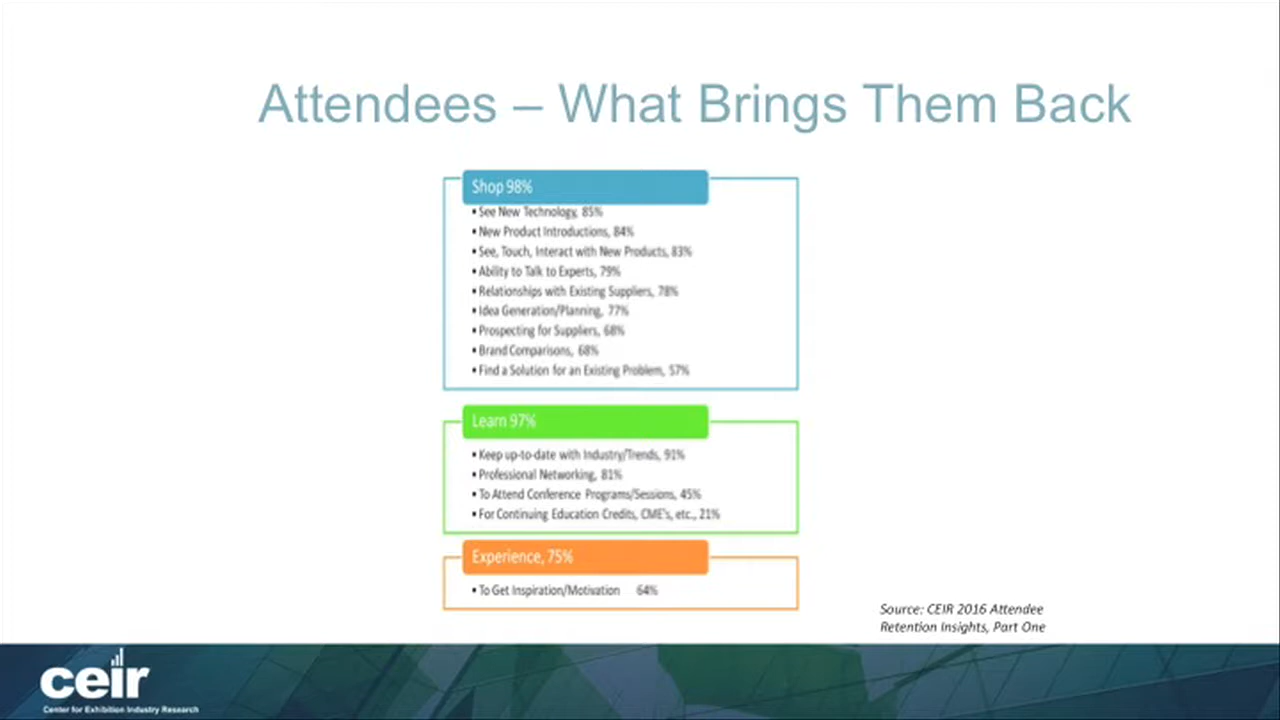 Attendees – What Brings Them Back
Shop 98%
▪ See New Technology, 85%
▪ New Product Introductions, 84%
▪ See, Touch, Interact with New Products, 83%
▪ Ability to Talk to Experts, 79%
▪ Relationships with Existing Suppliers, 78%
▪ Idea Generation/Planning, 77%
▪ Prospecting for Suppliers, 68%
▪ Brand Comparisons, 68%
▪ Find a Solution for an Existing Problem, 57%
Learn 97%
▪ Keep up-to-date with Industry/Trends, 91%
▪ Professional Networking, 81%
▪ To Attend Conference Programs/Sessions, 45%
▪ For Continuing Education Credits, CME's, etc., 21%
Experience, 75%
▪ To Get Inspiration/Motivation 64%
Source: CEIR 2016 Attendee
Retention Insights, Part One
ceir
Center for Exhibition Industry Research